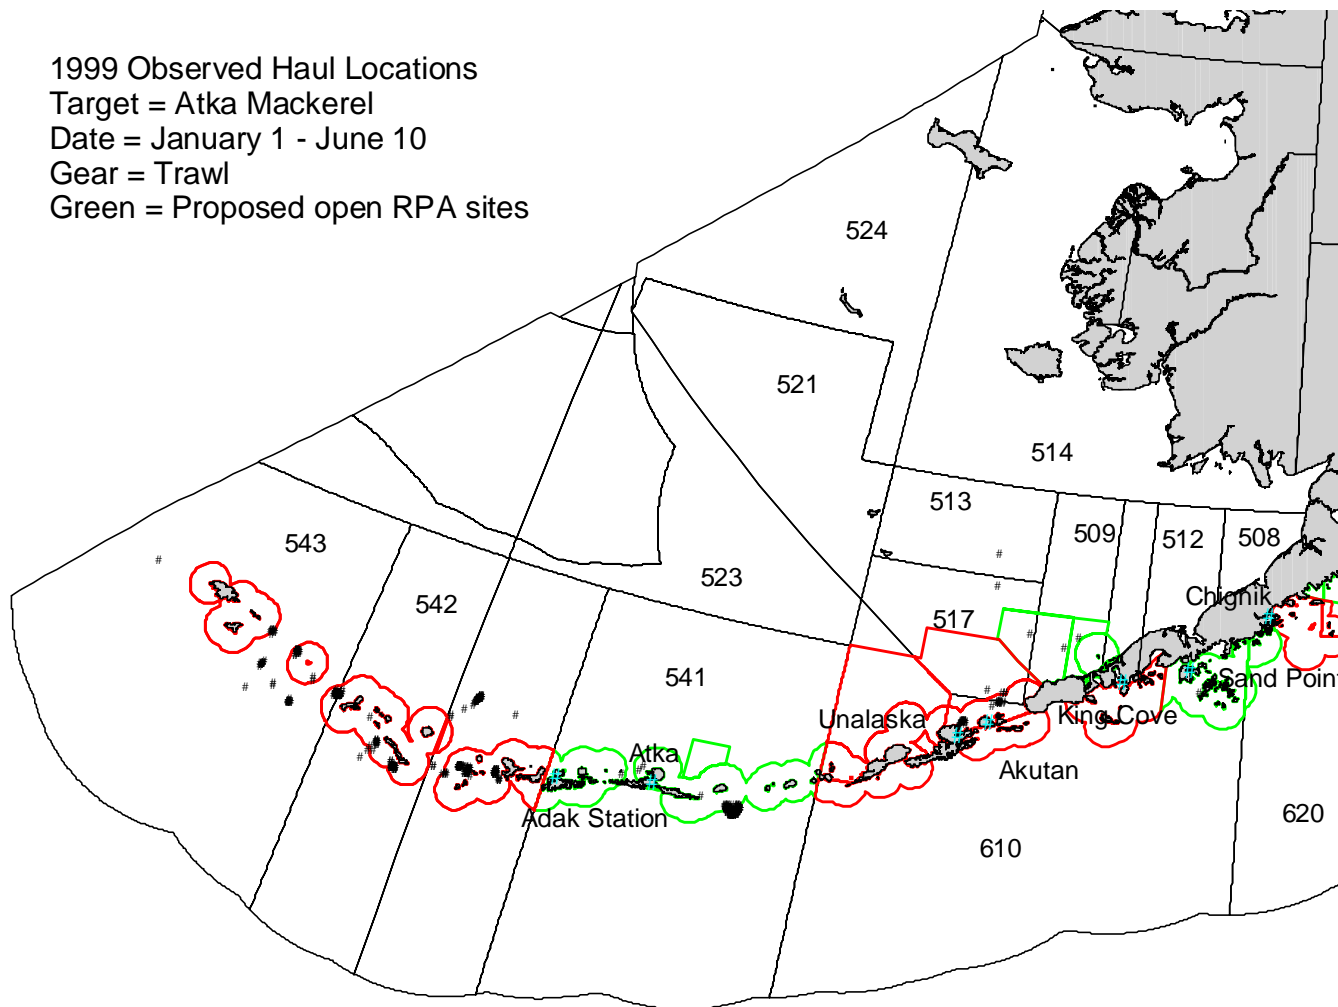 1999 Observed Haul Locations
Target = Atka Mackerel
Date = January 1 - June 10
Gear = Trawl
Green = Proposed open RPA sites
524
521
514
513
509
512
508
543
523
542
Chignik
517
541
Sand Point
Unalaska
King Cove
Atka
Akutan
Adak Station
620
610